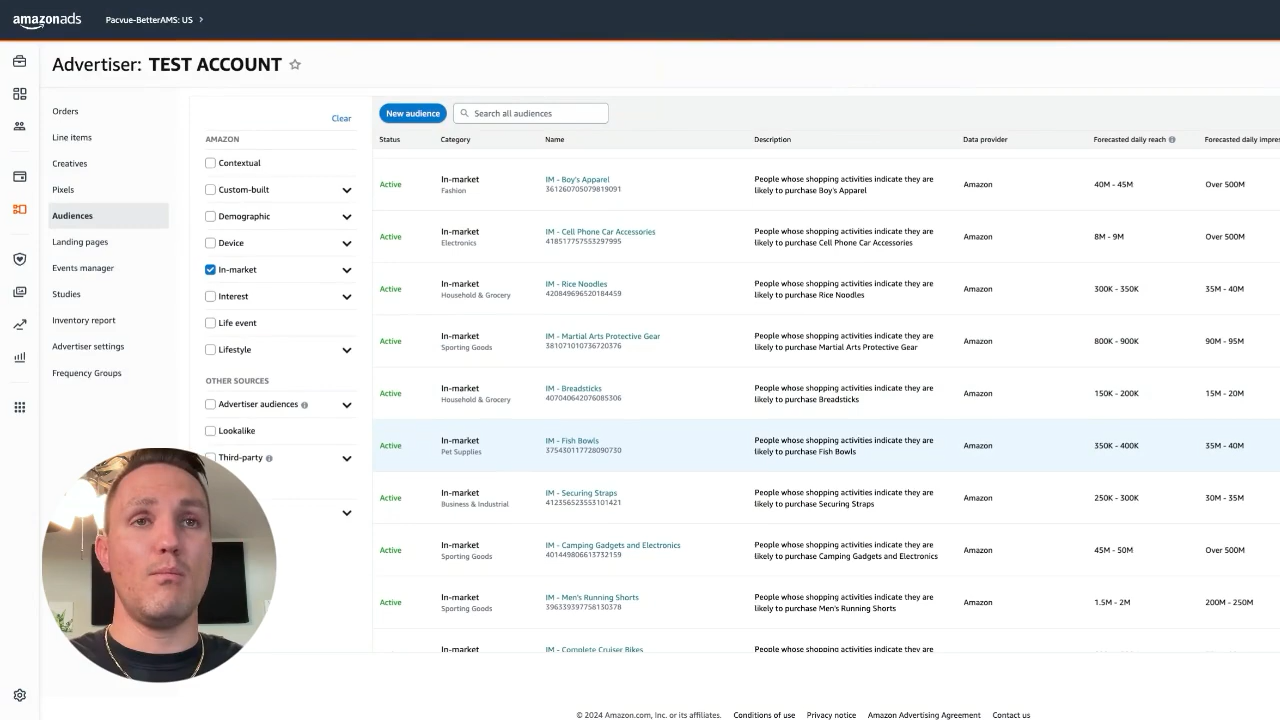 amazonads
Pacvue-BetterAMS: US
Advertiser: TEST ACCOUNT
Orders
Line items
Creatives
Pixels
Audiences
Landing pages
Events manager
Studies
Inventory report
Advertiser settings
Frequency Groups
Clear
AMAZON
Contextual
Custom-built
Demographic
Device
In-market
Interest
Life event
Lifestyle
OTHER SOURCES
Advertiser audiences
Lookalike
Third-party
New audience
Search all audiences
Status Category Name Description Data provider Forecasted daily reach Forecasted daily impres
Active
In-market
Fashion
IM - Boy's Apparel
361260705079819091
People whose shopping activities indicate they are
likely to purchase Boy's Apparel
Amazon
40M - 45M
Over 500M
Active
In-market
Electronics
IM - Cell Phone Car Accessories
418517757553297995
People whose shopping activities indicate they are
likely to purchase Cell Phone Car Accessories
Amazon
8M - 9M
Over 500M
Active
In-market
Household & Grocery
IM - Rice Noodles
420849696520184459
People whose shopping activities indicate they are
likely to purchase Rice Noodles
Amazon
300K - 350K
35M - 40M
Active
In-market
Sporting Goods
IM - Martial Arts Protective Gear
381071010736720376
People whose shopping activities indicate they are
likely to purchase Martial Arts Protective Gear
Amazon
800K - 900K
90M - 95M
Active
In-market
Household & Grocery
IM - Breadsticks
407040642076085306
People whose shopping activities indicate they are
likely to purchase Breadsticks
Amazon
150K - 200K
15M - 20M
Active
In-market
Pet Supplies
IM - Fish Bowls
375430117728090730
People whose shopping activities indicate they are
likely to purchase Fish Bowls
Amazon
350K - 400K
35M - 40M
Active
In-market
Business & Industrial
IM - Securing Straps
412356523553101421
People whose shopping activities indicate they are
likely to purchase Securing Straps
Amazon
250K - 300K
30M - 35M
Active
In-market
Sporting Goods
IM - Camping Gadgets and Electronics
401449806613732159
People whose shopping activities indicate they are
likely to purchase Camping Gadgets and Electronics
Amazon
45M - 50M
Over 500M
Active
In-market
Sporting Goods
IM - Men's Running Shorts
396339397758130378
People whose shopping activities indicate they are
likely to purchase Men's Running Shorts
Amazon
1.5M - 2M
200M - 250M
In-market
IM - Complete Cruiser Bikes
People whose shopping activities indicate they are
© 2024 Amazon.com, Inc. or its affiliates. Conditions of use Privacy notice Amazon Advertising Agreement Contact us